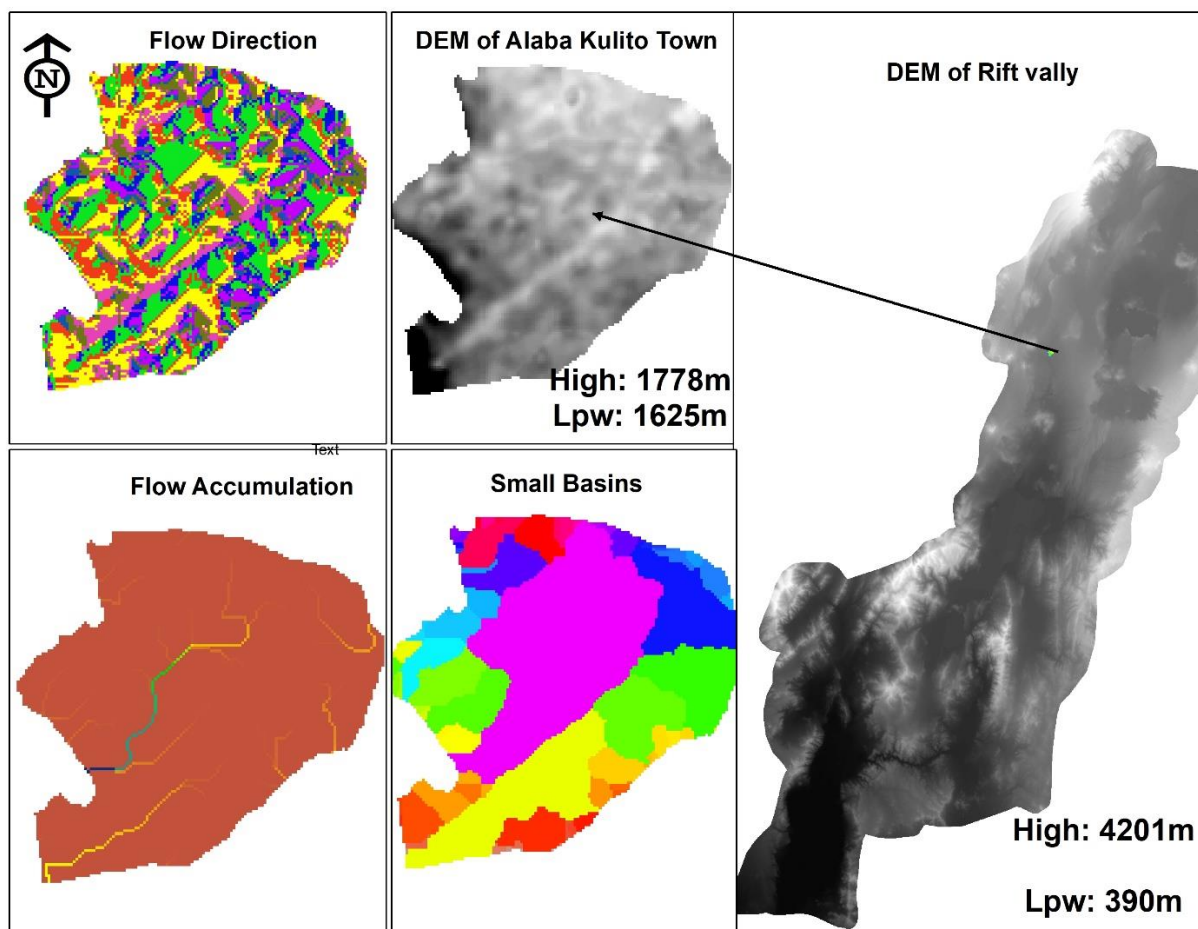 N
Flow Direction
DEM of Alaba Kulito Town
High: 1778m
Lpw: 1625m
DEM of Rift vally
High: 4201m
Lpw: 390m
Text
Flow Accumulation
Small Basins